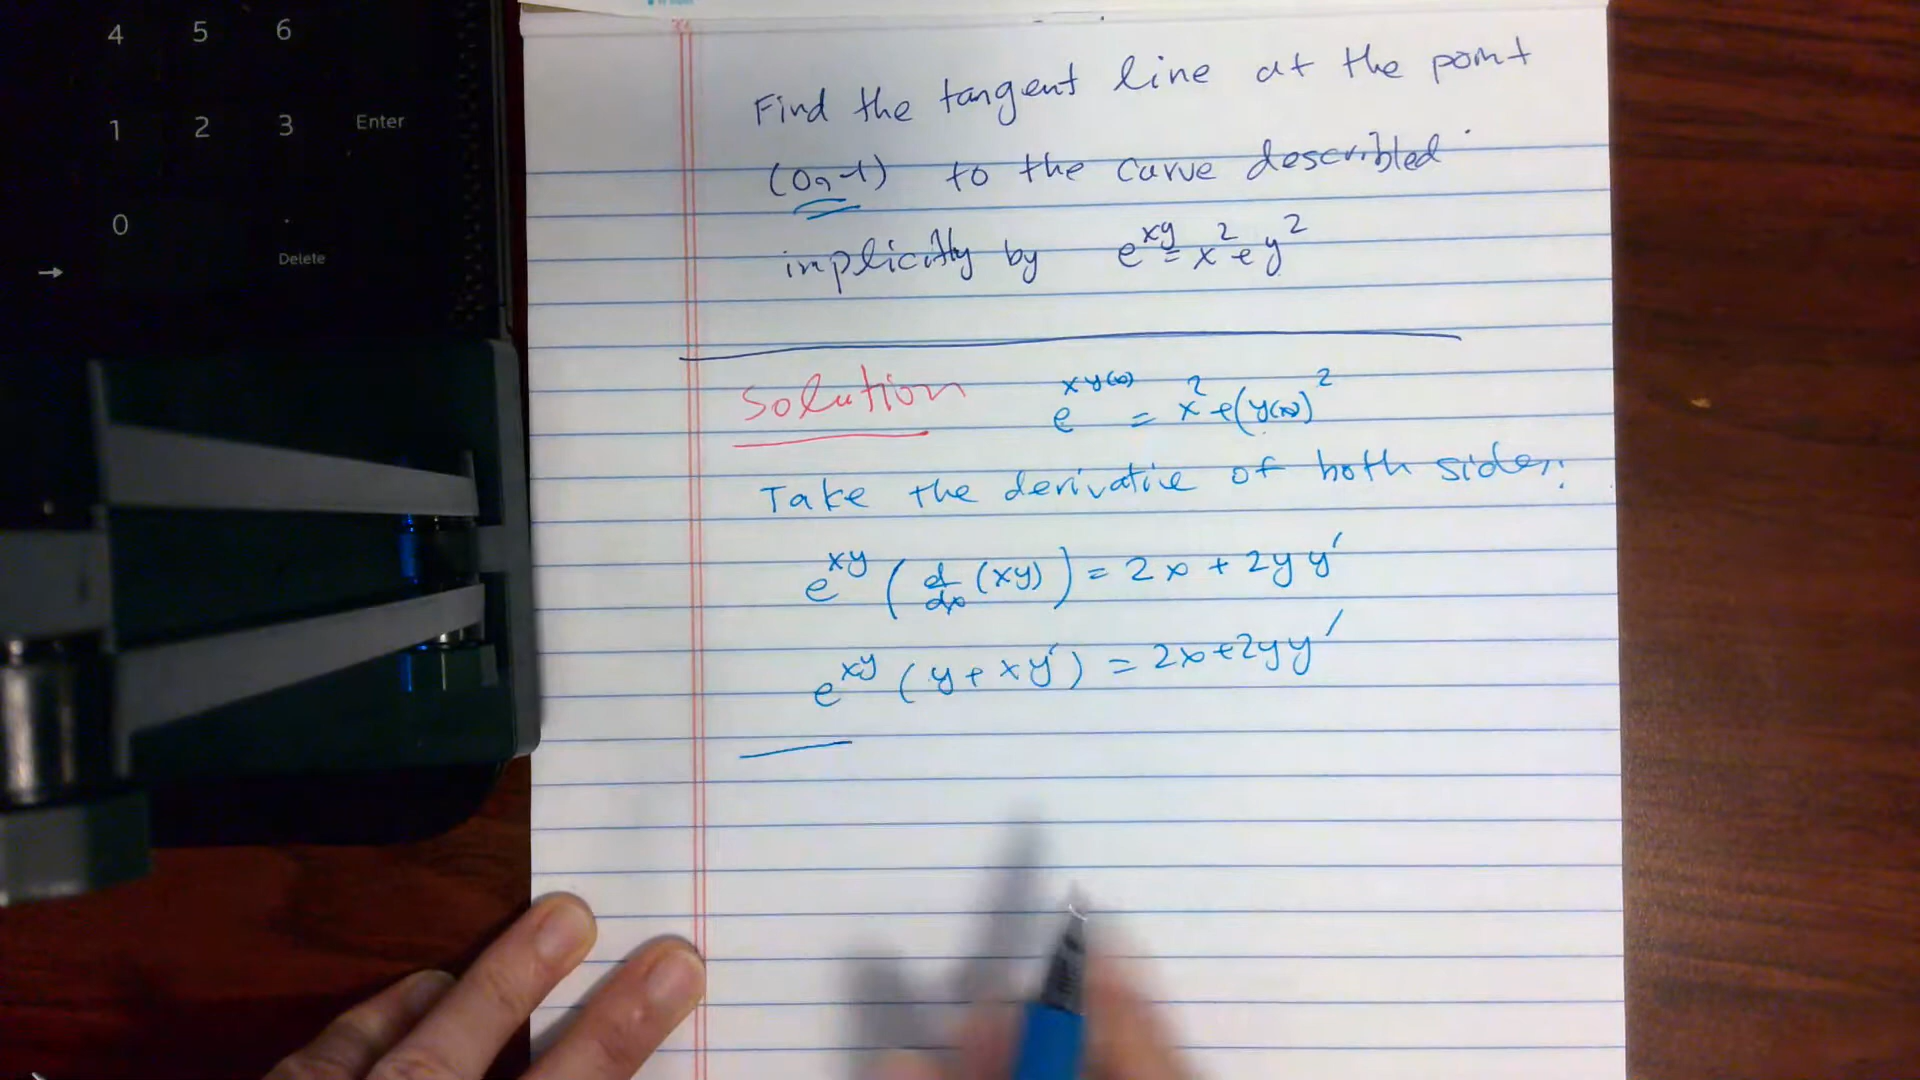 4 5 6
1 2 3 Enter
0 .
Delete
→
Find the tangent line at the point
(0,-1) to the curve describled
implicitly by e^{xy} = x^2 + y^2
Solution e^{xy(x)} = x^2 + (y(x))^2
Take the derivative of both sides:
e^{xy} ( d/dx (xy) ) = 2x + 2y y'
e^{xy} (y + xy') = 2x + 2yy'